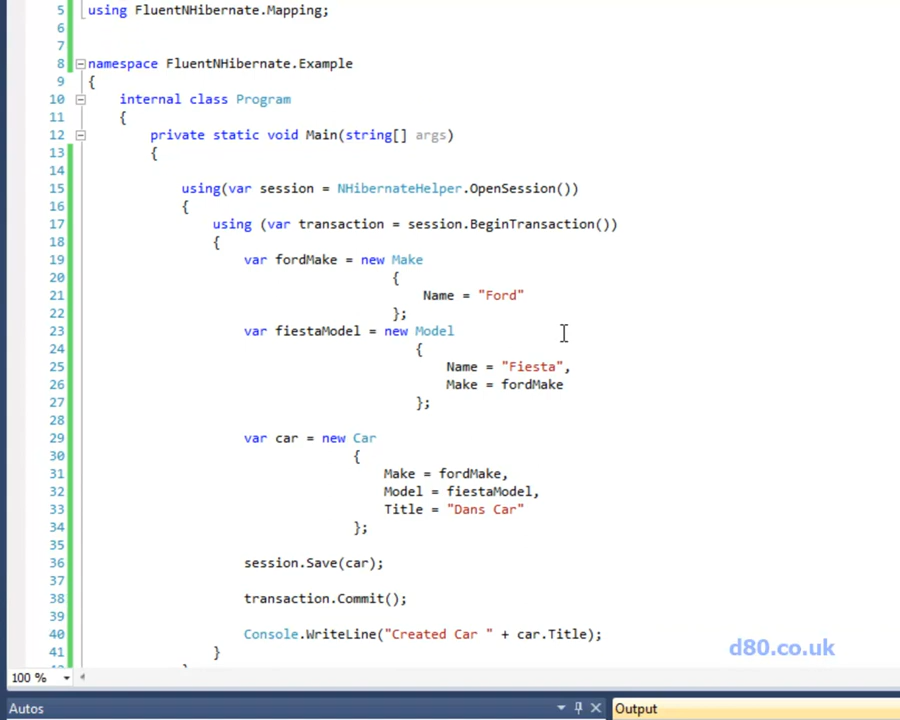 5 using FluentNHibernate.Mapping;
6
7
8 namespace FluentNHibernate.Example
9 {
10 internal class Program
11 {
12 private static void Main(string[] args)
13 {
14
15 using(var session = NHibernateHelper.OpenSession())
16 {
17 using (var transaction = session.BeginTransaction())
18 {
19 var fordMake = new Make
20 {
21 Name = "Ford"
22 };
23 var fiestaModel = new Model
24 {
25 Name = "Fiesta",
26 Make = fordMake
27 };
28
29 var car = new Car
30 {
31 Make = fordMake,
32 Model = fiestaModel,
33 Title = "Dans Car"
34 };
35
36 session.Save(car);
37
38 transaction.Commit();
39
40 Console.WriteLine("Created Car " + car.Title);
41 }
d80.co.uk
100 %
Autos
Output